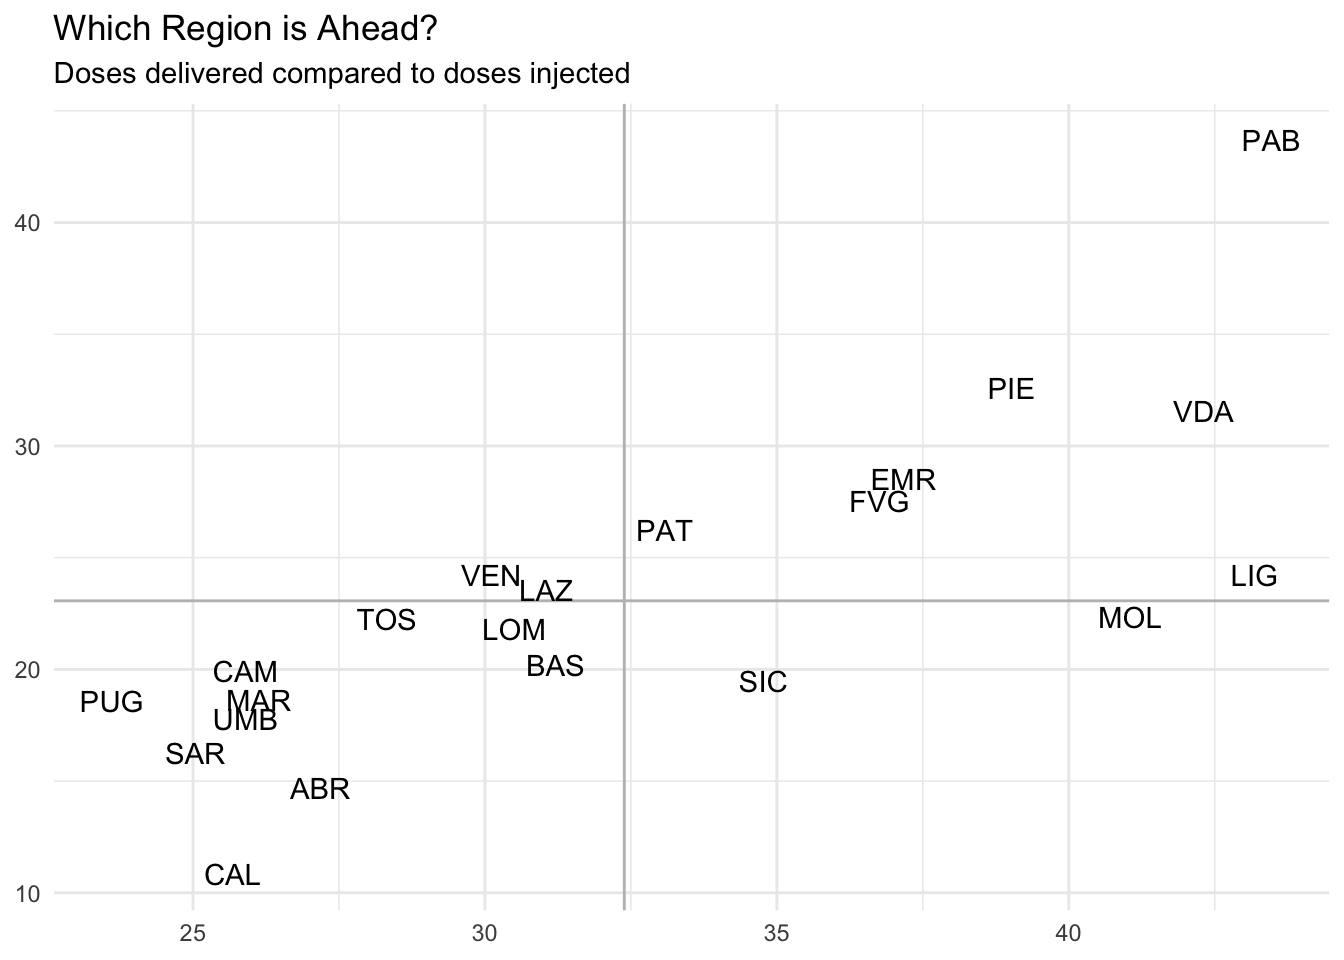 Which Region is Ahead?
Doses delivered compared to doses injected
PAB
40
PIE
VDA
30
EMR
FVG
PAT
VEN
LIG
LAZ
MOL
TOS
LOM
20
BAS
CAM
SIC
MAR
PUG
UMB
SAR
ABR
CAL
10
25 30 35 40